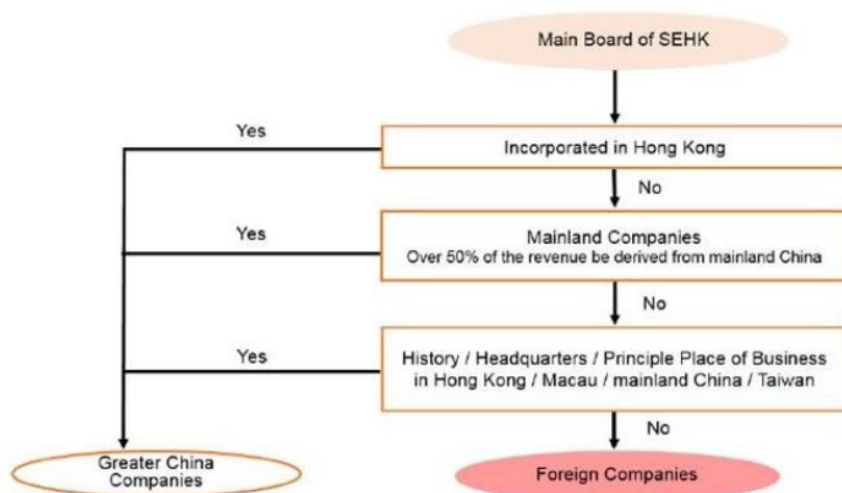 Main Board of SEHK
Yes
Incorporated in Hong Kong
No
Yes
Mainland Companies
Over 50% of the revenue be derived from mainland China
No
Yes
History / Headquarters / Principle Place of Business
in Hong Kong / Macau / mainland China / Taiwan
No
Greater China
Companies
Foreign Companies